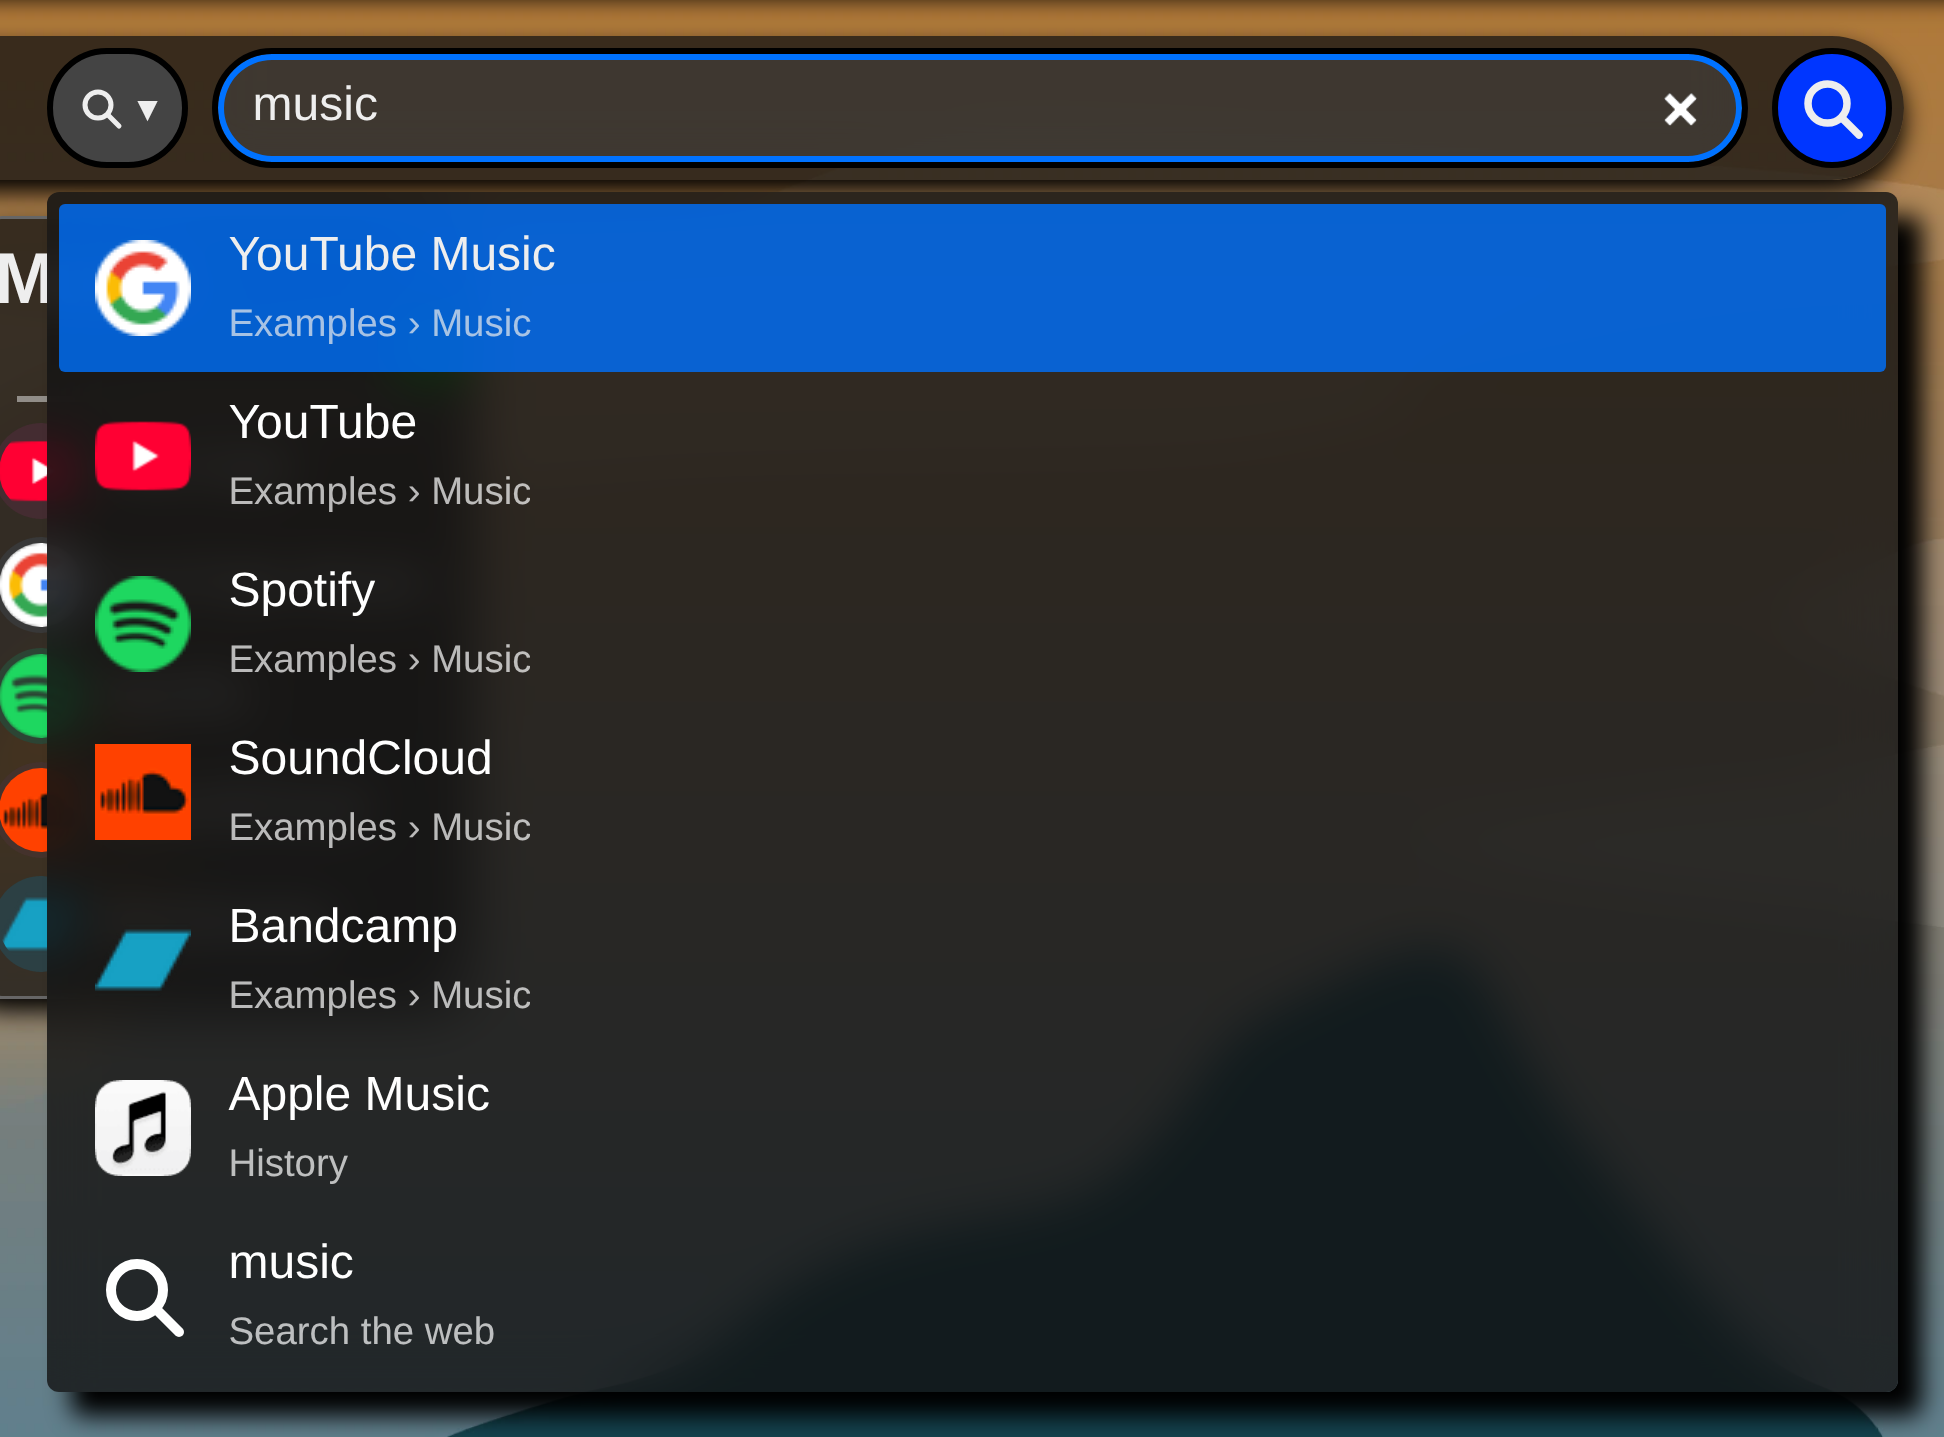 music
M
YouTube Music
Examples › Music
YouTube
Examples › Music
Spotify
Examples › Music
SoundCloud
Examples › Music
Bandcamp
Examples › Music
Apple Music
History
music
Search the web